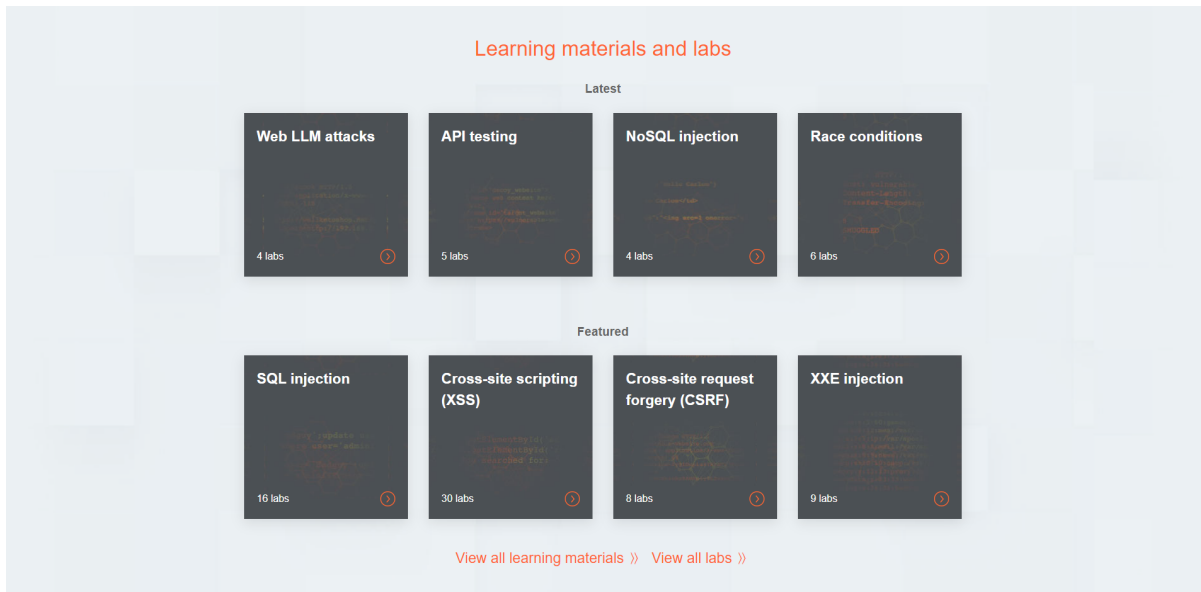 Learning materials and labs
Latest
Web LLM attacks
API testing
NoSQL injection
Race conditions
4 labs
5 labs
4 labs
6 labs
Featured
SQL injection
Cross-site scripting
(XSS)
Cross-site request
forgery (CSRF)
XXE injection
16 labs
30 labs
8 labs
9 labs
View all learning materials
View all labs